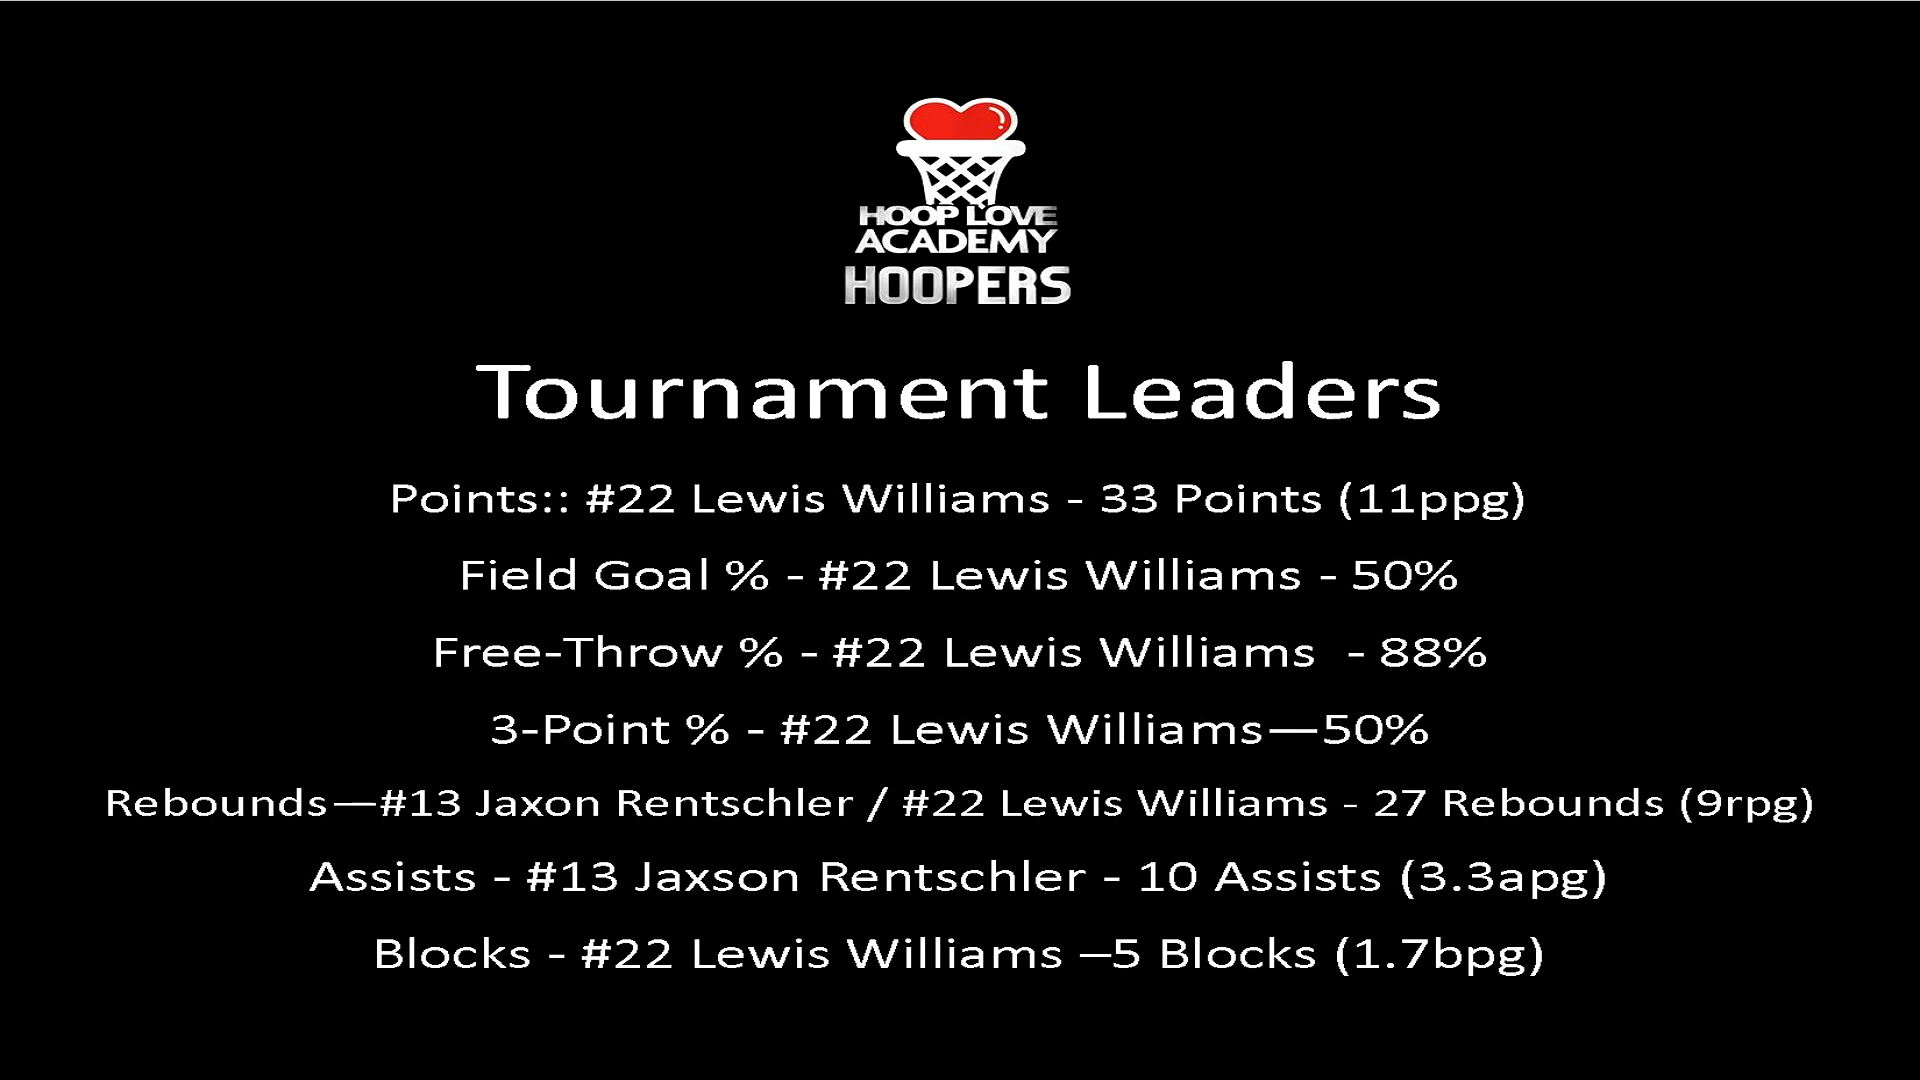 HOOP LOVE
ACADEMY
HOOPERS
Tournament Leaders
Points:: #22 Lewis Williams - 33 Points (11ppg)
Field Goal % - #22 Lewis Williams - 50%
Free-Throw % - #22 Lewis Williams  - 88%
3-Point % - #22 Lewis Williams—50%
Rebounds—#13 Jaxon Rentschler / #22 Lewis Williams - 27 Rebounds (9rpg)
Assists - #13 Jaxson Rentschler - 10 Assists (3.3apg)
Blocks - #22 Lewis Williams –5 Blocks (1.7bpg)